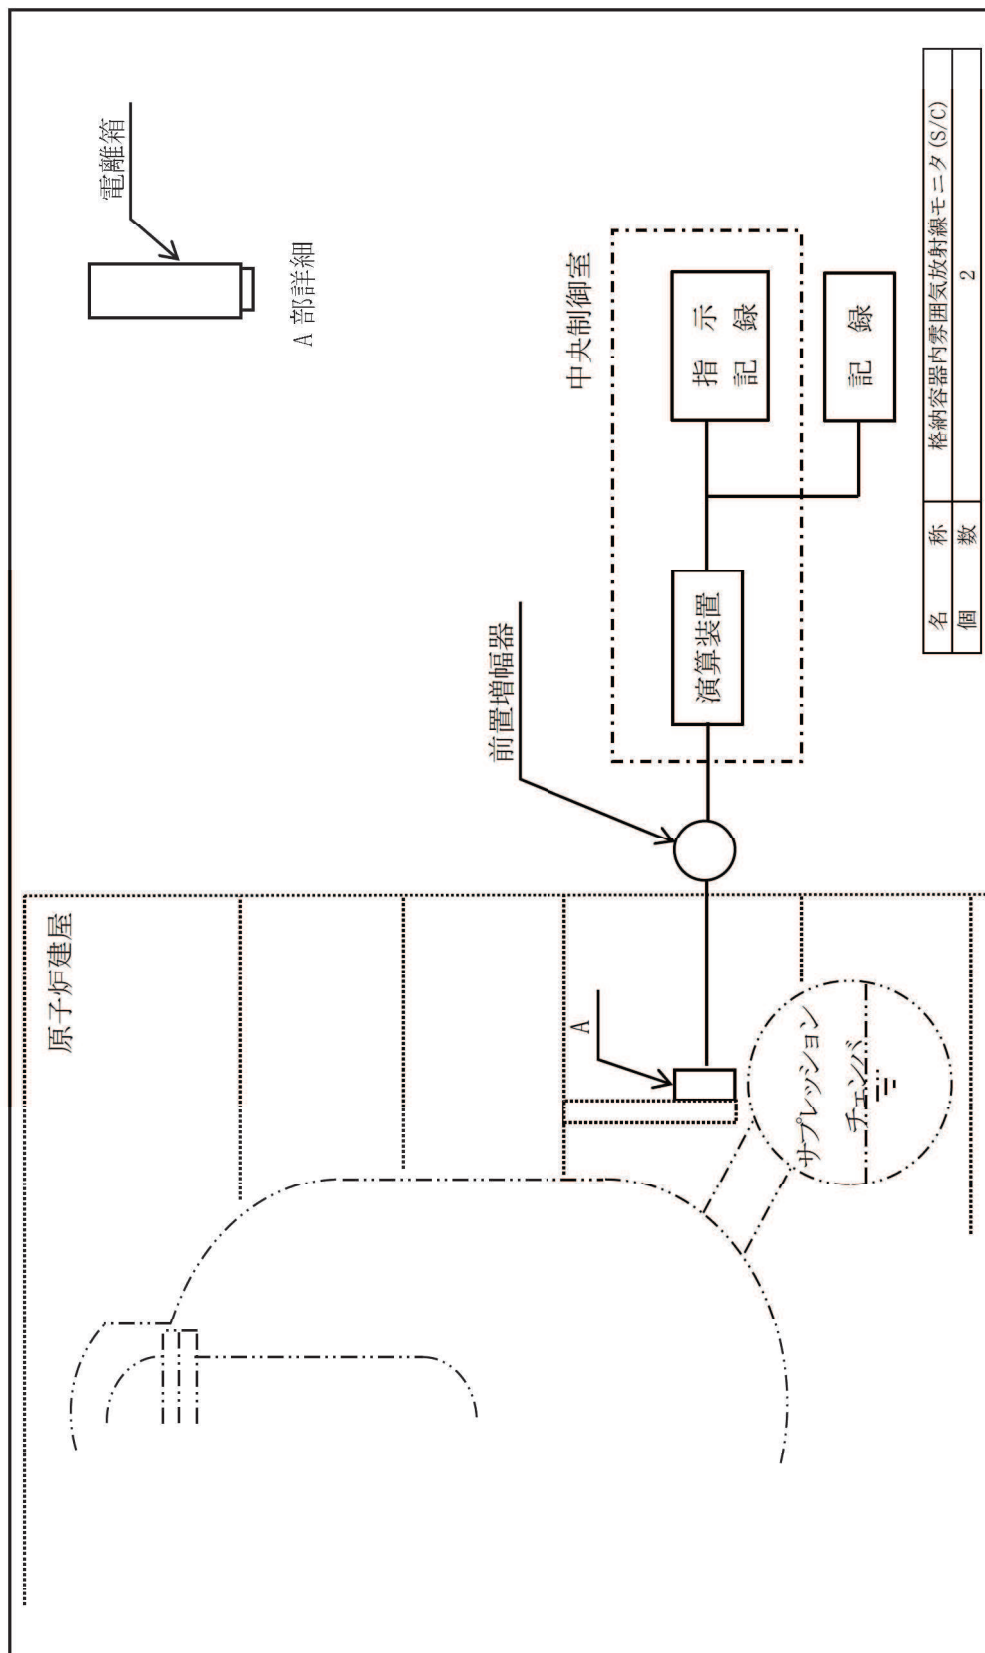 電離箱
A 部詳細
原子炉建屋
中央制御室
前置増幅器
A
演算装置
指 示
記 録
記 録
サプレッション
チェンバ
名 称 格納容器内雰囲気放射線モニタ(S/C)
個 数 2